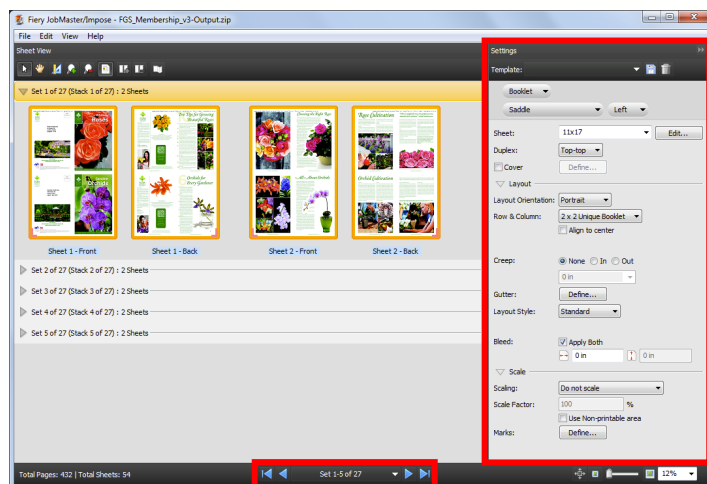 Fiery JobMaster/Impose - FGS_Membership_v3-Output.zip
File Edit View Help
Sheet View
Settings
Template:
Set 1 of 27 (Stack 1 of 27) : 2 Sheets
Booklet
Saddle Left
Sheet: 11x17 Edit...
Duplex: Top-top
Cover Define...
Layout
Layout Orientation: Portrait
Row & Column: 2 x 2 Unique Booklet
Align to center
Roses
Orchids
Rose Cultivation
Orchid Cultivation
Sheet 1 - Front Sheet 1 - Back Sheet 2 - Front Sheet 2 - Back
Creep: None In Out
0 in
Set 2 of 27 (Stack 2 of 27) : 2 Sheets
Set 3 of 27 (Stack 3 of 27) : 2 Sheets
Set 4 of 27 (Stack 4 of 27) : 2 Sheets
Set 5 of 27 (Stack 5 of 27) : 2 Sheets
Gutter: Define...
Layout Style: Standard
Bleed: Apply Both
0 in 0 in
Scale
Scaling: Do not scale
Scale Factor: 100 %
Use Non-printable area
Marks: Define...
Total Pages: 432 | Total Sheets: 54
Set 1-5 of 27
12%